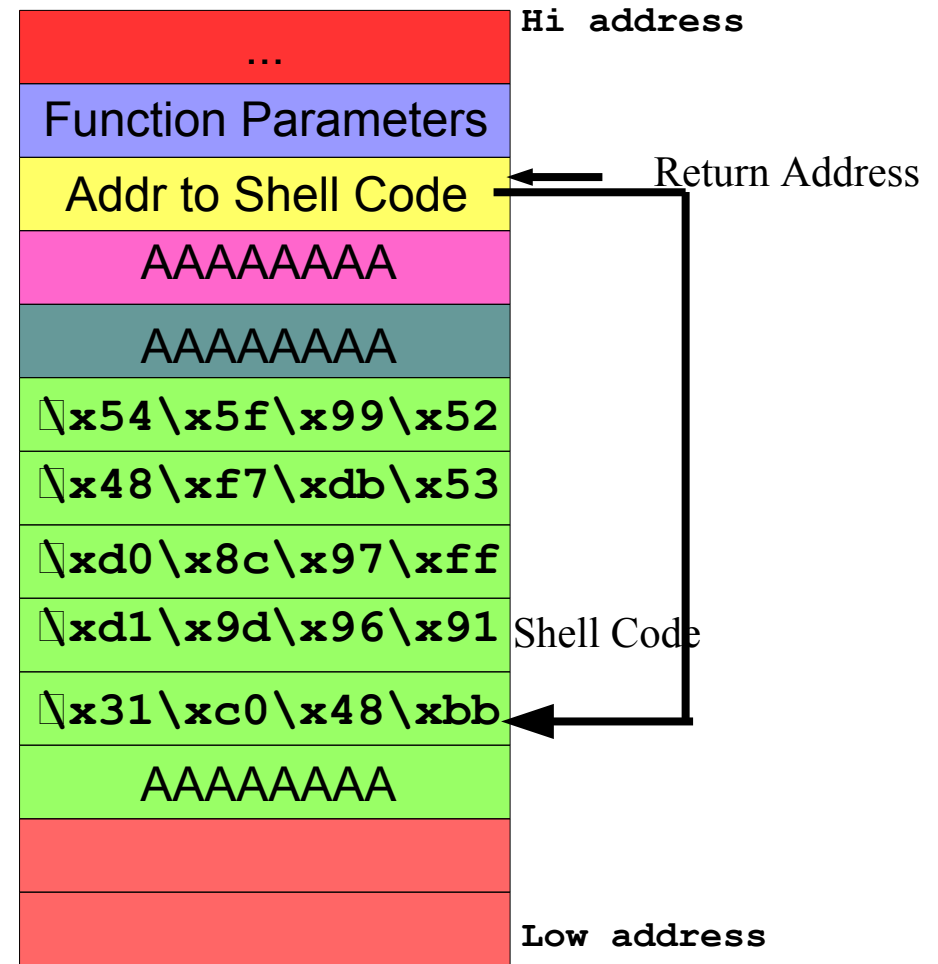 Hi address
...
Function Parameters
Addr to Shell Code
Return Address
AAAAAAAA
AAAAAAAA
\x54\x5f\x99\x52
\x48\xf7\xdb\x53
\xd0\x8c\x97\xff
\xd1\x9d\x96\x91
Shell Code
\x31\xc0\x48\xbb
AAAAAAAA
Low address